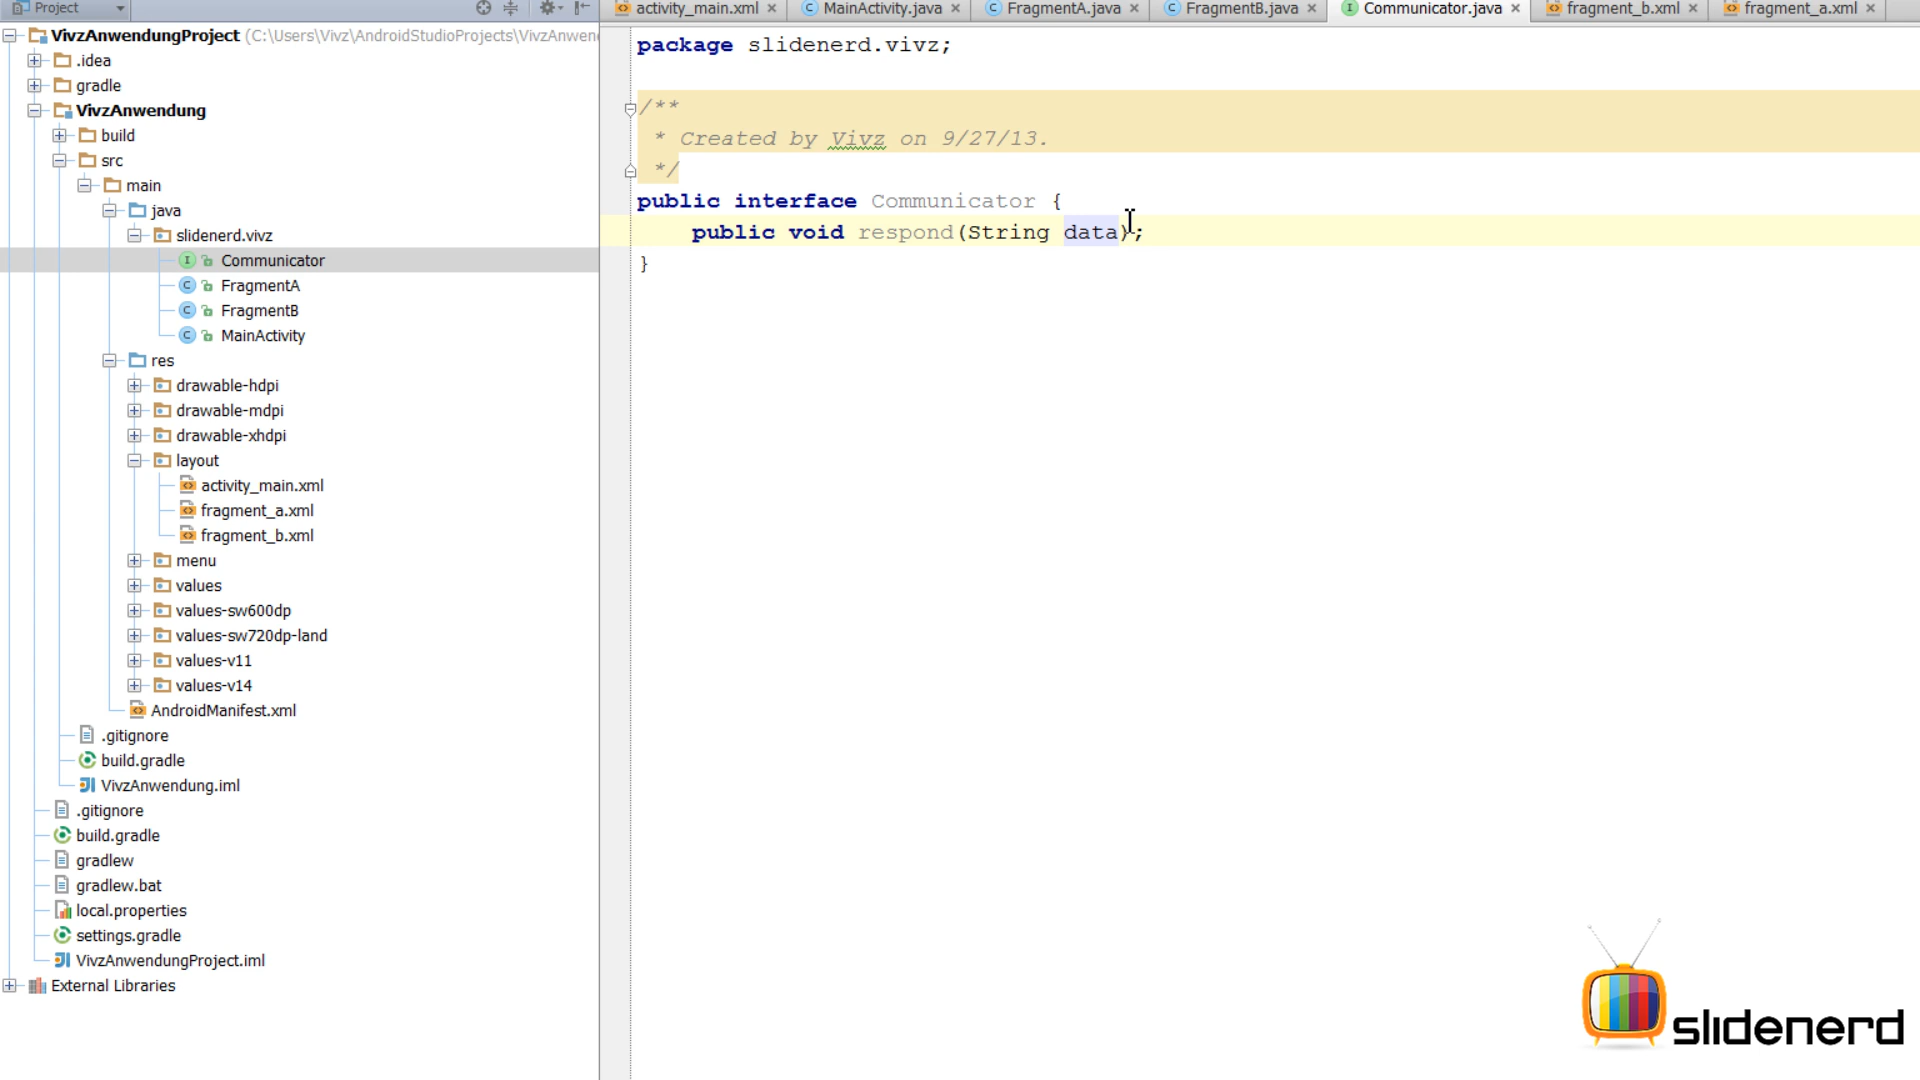 Project
activity_main.xml
MainActivity.java
FragmentA.java
FragmentB.java
Communicator.java
fragment_b.xml
fragment_a.xml
VivzAnwendungProject (C:\Users\Vivz\AndroidStudioProjects\VivzAnwen
.idea
gradle
VivzAnwendung
build
src
main
java
slidenerd.vivz
Communicator
FragmentA
FragmentB
MainActivity
res
drawable-hdpi
drawable-mdpi
drawable-xhdpi
layout
activity_main.xml
fragment_a.xml
fragment_b.xml
menu
values
values-sw600dp
values-sw720dp-land
values-v11
values-v14
AndroidManifest.xml
.gitignore
build.gradle
VivzAnwendung.iml
.gitignore
build.gradle
gradlew
gradlew.bat
local.properties
settings.gradle
VivzAnwendungProject.iml
External Libraries
package slidenerd.vivz;
/**
* Created by Vivz on 9/27/13.
*/
public interface Communicator {
public void respond(String data);
}
slidenerd